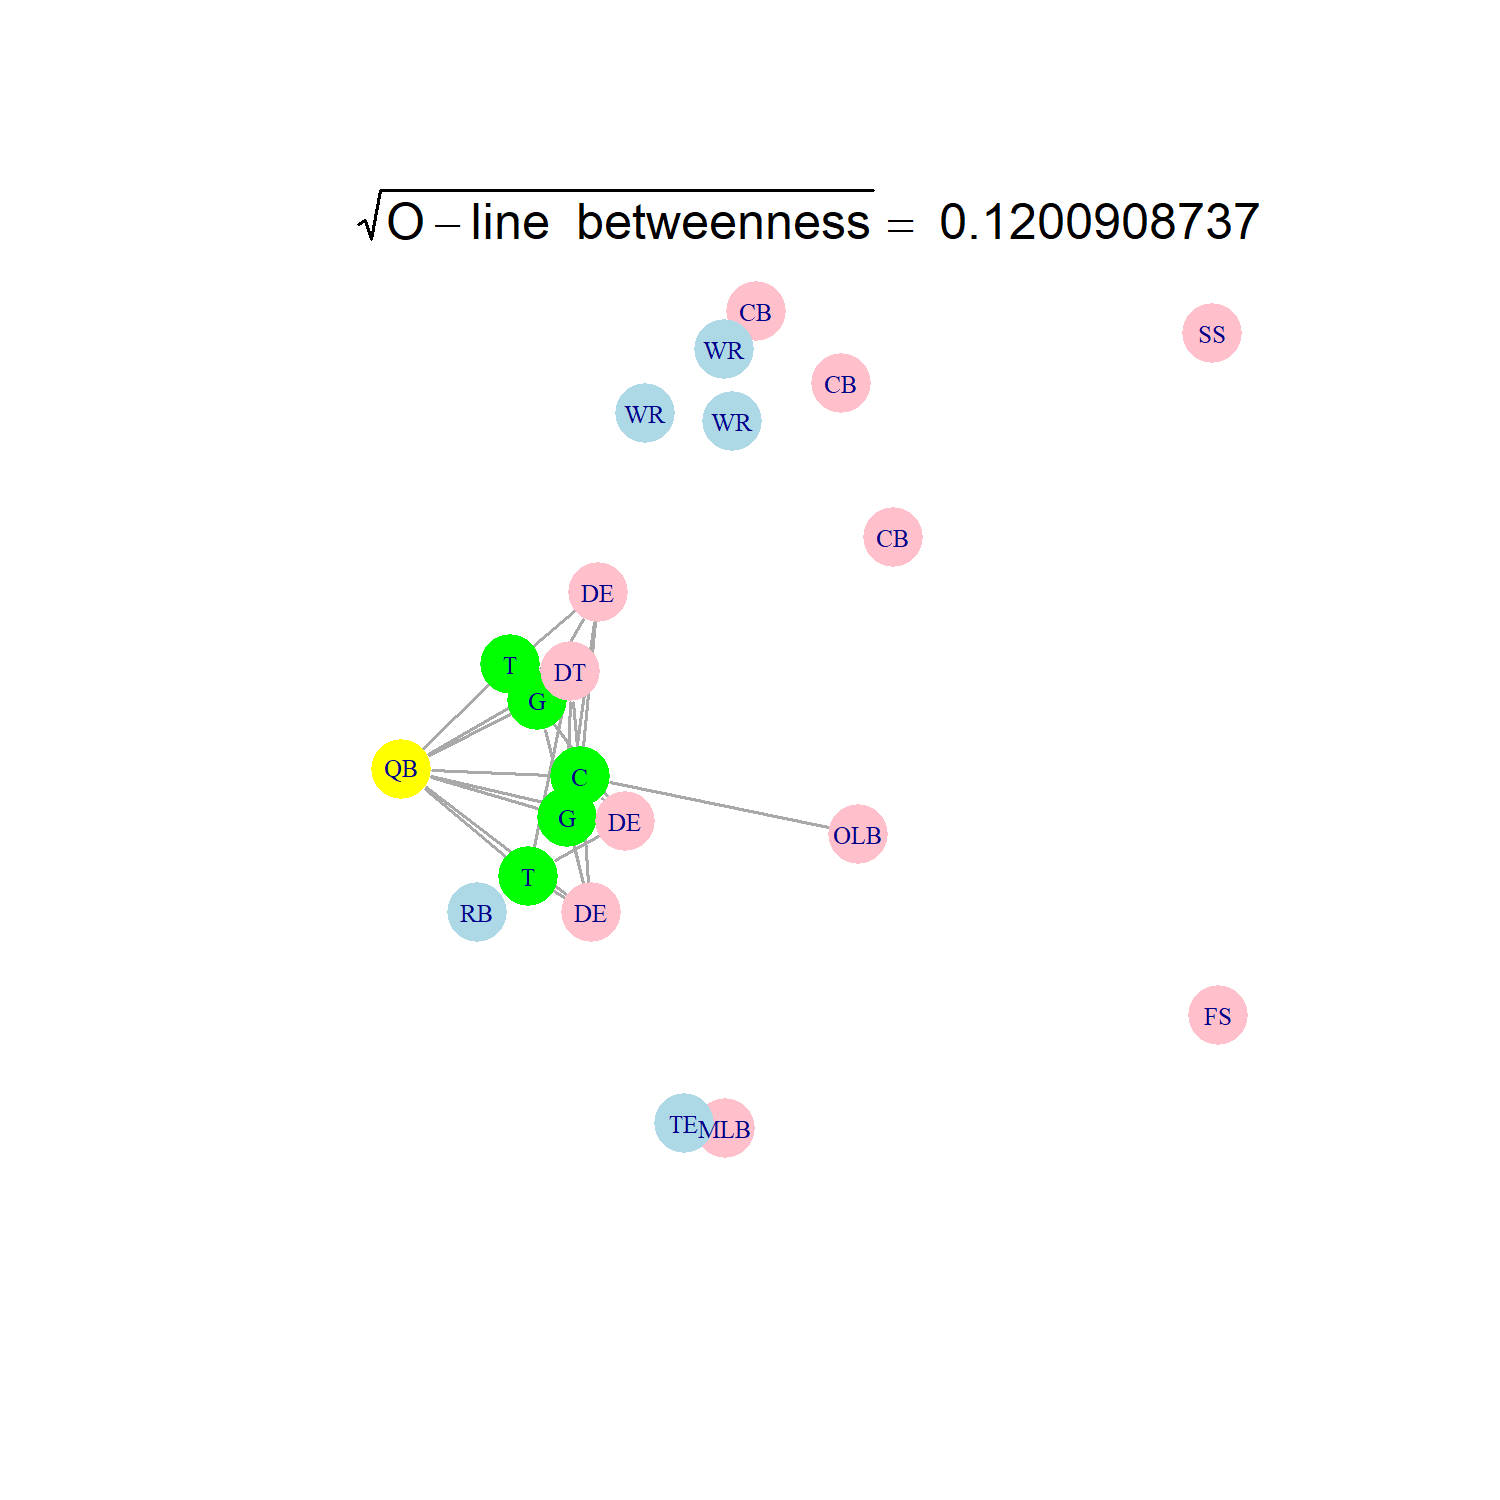 √O − line betweenness = 0.1200908737
CB
SS
WR
CB
WR
WR
CB
DE
T
DT
G
QB
C
G
DE
OLB
T
RB
DE
FS
TE
MLB